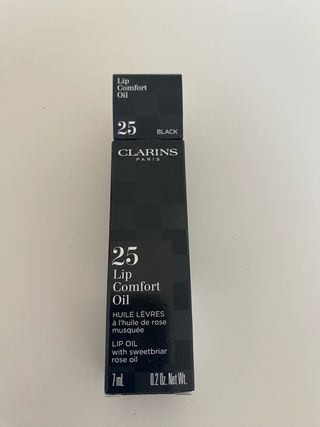 Lip
Comfort
Oil
25 BLACK
CLARINS
PARIS
25
Lip
Comfort
Oil
HUILE LÈVRES
à l'huile de rose
musquée
LIP OIL
with sweetbriar
rose oil
7 mL 0.2 Oz. Net Wt.